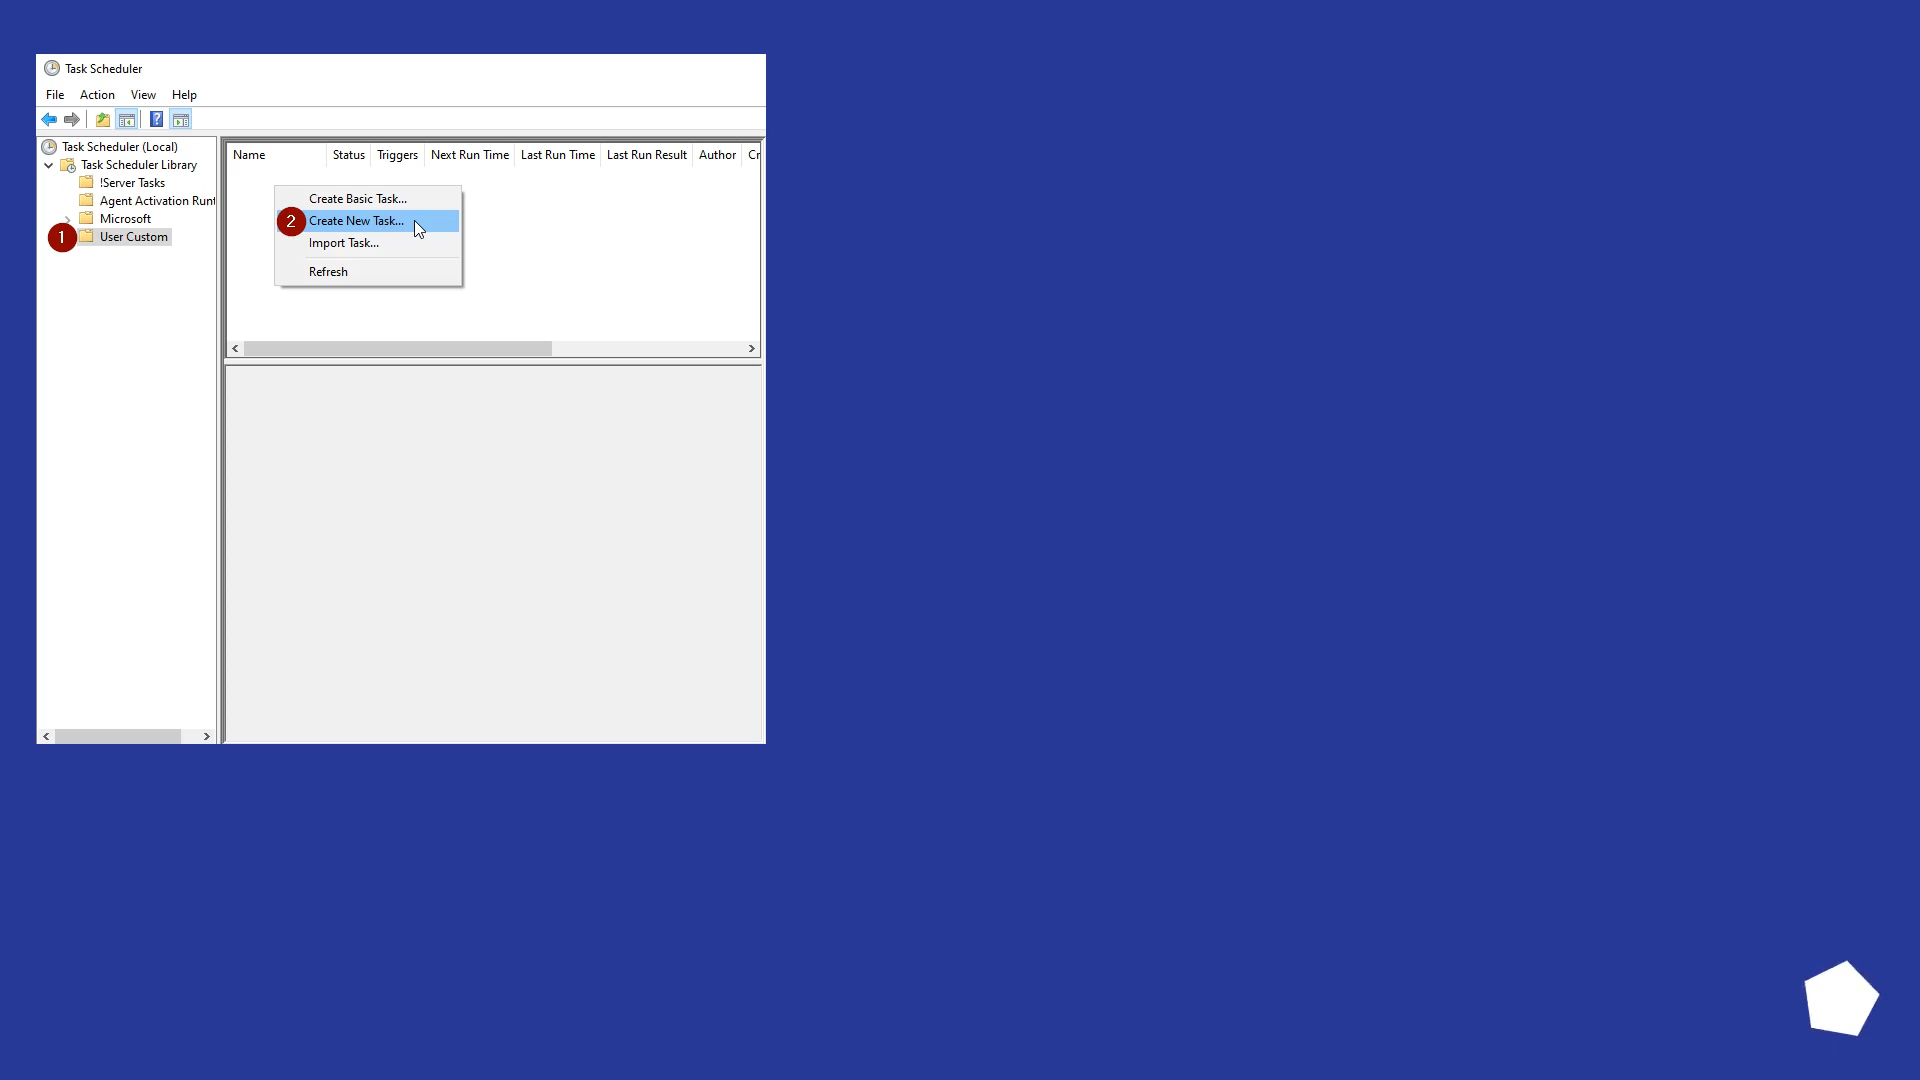 Task Scheduler
File Action View Help
Task Scheduler (Local)
Task Scheduler Library
!Server Tasks
Agent Activation Runt
Microsoft
1 User Custom
Name Status Triggers Next Run Time Last Run Time Last Run Result Author Cr
Create Basic Task...
2 Create New Task...
Import Task...
Refresh